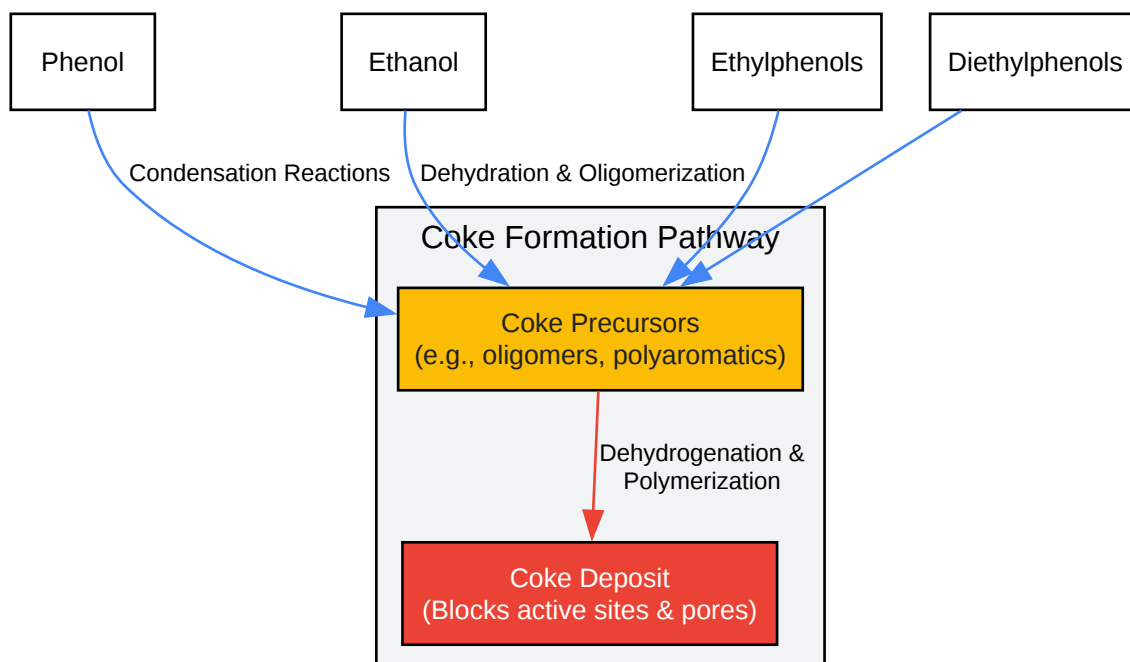 Phenol
Ethanol
Ethylphenols
Diethylphenols
Condensation Reactions
Dehydration & Oligomerization
Coke Formation Pathway
Coke Precursors
(e.g., oligomers, polyaromatics)
Dehydrogenation &
Polymerization
Coke Deposit
(Blocks active sites & pores)